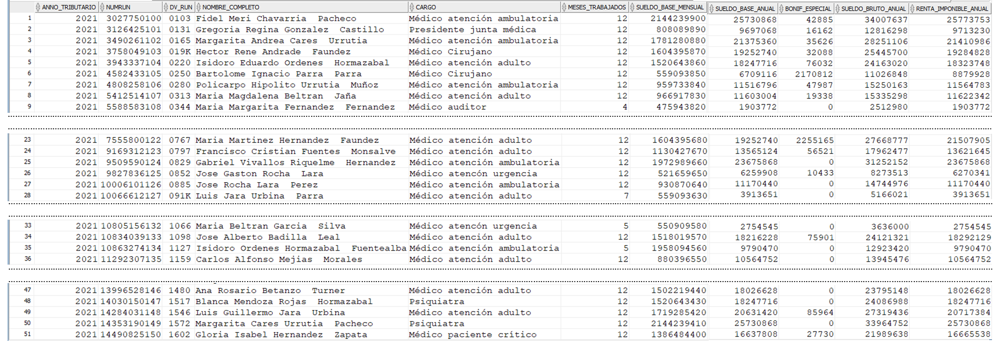 ANNO_TRIBUTARIO NUMRUN DV_RUN NOMBRE_COMPLETO CARGO MESES_TRABAJADOS SUELDO_BASE_MENSUAL SUELDO_BASE_ANUAL BONIF_ESPECIAL SUELDO_BRUTO_ANUAL RENTA_IMPONIBLE_ANUAL
1 2021 3027750100 0103 Fidel Meri Chavarria Pacheco Médico atención ambulatoria 12 2144239900 25730868 42885 34007637 25773753
2 2021 3126425101 0131 Gregoria Regina Gonzalez Castillo Presidente junta médica 12 808089890 9697068 16162 12816298 9713230
3 2021 3490261102 0165 Margarita Andrea Cares Urrutia Médico atención ambulatoria 12 1781280880 21375360 35626 28251106 21410986
4 2021 3758049103 019K Hector Rene Andrade Faundez Médico Cirujano 12 1604395870 19252740 32088 25445700 19284828
5 2021 3943337104 0220 Isidoro Eduardo Ordenes Hormazabal Médico atención adulto 12 1520643860 18247716 76032 24163020 18323748
6 2021 4582433105 0250 Bartolome Ignacio Parra Parra Médico Cirujano 12 559093850 6709116 2170812 11026848 8879928
7 2021 4808258106 0280 Policarpo Hipolito Urrutia Muñoz Médico atención ambulatoria 12 959733840 11516796 47987 15250163 11564783
8 2021 5412514107 0313 Maria Magdalena Beltran Jaña Médico atención adulto 12 966917830 11603004 19338 15335298 11622342
9 2021 5588583108 0344 Maria Margarita Fernandez Fernandez Médico auditor 4 475943820 1903772 0 2512980 1903772
23 2021 7555800122 0767 Maria Martinez Hernandez Faundez Médico atención adulto 12 1604395680 19252740 2255165 27668777 21507905
24 2021 9169312123 0797 Francisco Cristian Fuentes Monsalve Médico atención adulto 12 1130427670 13565124 56521 17962477 13621645
25 2021 9509590124 0829 Gabriel Vivallos Riquelme Hernandez Médico atención ambulatoria 12 1972989660 23675868 0 31252152 23675868
26 2021 9827836125 0852 Jose Gaston Rocha Lara Médico atencón urgencia 12 521659650 6259908 10433 8273513 6270341
27 2021 10006101126 0885 Jose Rocha Lara Perez Médico atención ambulatoria 12 930870640 11170440 0 14744976 11170440
28 2021 10066612127 091K Luis Jara Urbina Parra Médico atención adulto 7 559093630 3913651 0 5166021 3913651
33 2021 10805156132 1066 Maria Beltran Garcia Silva Médico atencón urgencia 5 550909580 2754545 0 3636000 2754545
34 2021 10834039133 1098 Jose Alberto Badilla Leal Médico atención adulto 12 1518019570 18216228 75901 24121321 18292129
35 2021 10863274134 1127 Isidoro Ordenes Hormazabal Fuentealba Médico atención ambulatoria 5 1958094560 9790470 0 12923420 9790470
36 2021 11292307135 1159 Carlos Alfonso Mejias Morales Médico atención adulto 12 880396550 10564752 0 13945476 10564752
47 2021 13996528146 1480 Ana Rosario Betanzo Turner Médico atención adulto 12 1502219440 18026628 0 23795148 18026628
48 2021 14030150147 1517 Blanca Mendoza Rojas Hormazabal Psiquiatra 12 1520643430 18247716 0 24086988 18247716
49 2021 14284031148 1546 Luis Guillermo Jara Urbina Médico atención adulto 12 1719285420 20631420 85964 27319436 20717384
50 2021 14353190149 1572 Margarita Cares Urrutia Pacheco Psiquiatra 12 2144239410 25730868 0 33964752 25730868
51 2021 14490825150 1602 Gloria Isabel Hernandez Zapata Médico paciente crítico 12 1386484400 16637808 27730 21989638 16665538